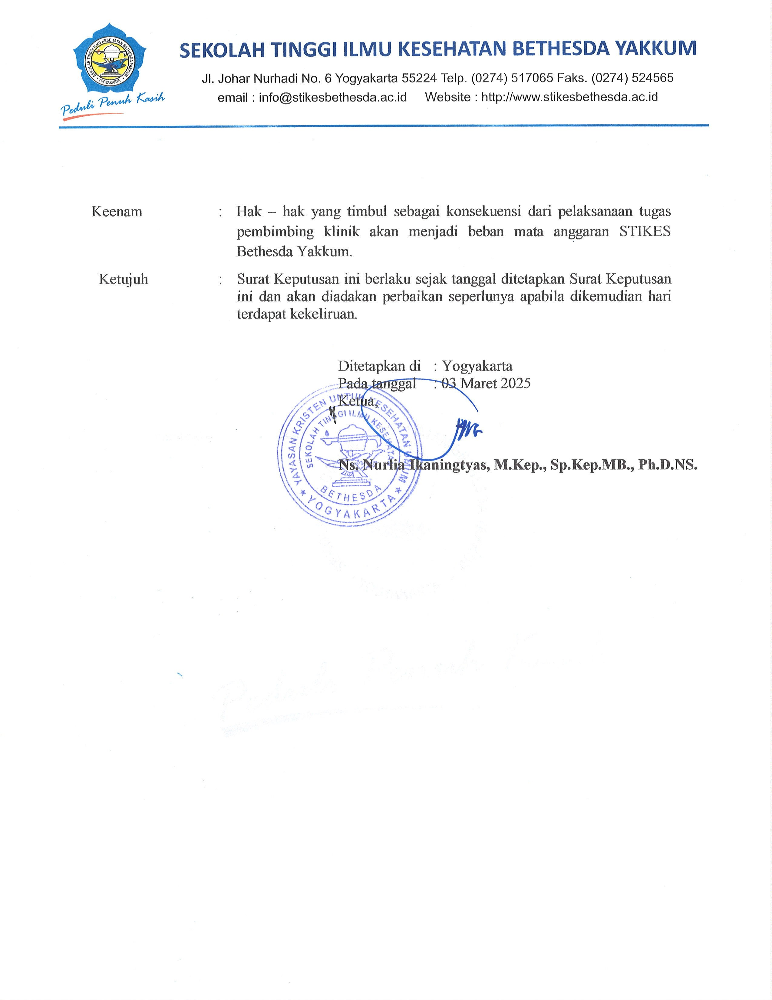 SEKOLAH TINGGI ILMU KESEHATAN BETHESDA YAKKUM
YOGYAKARTA
Peduli Penuh Kasih
SEKOLAH TINGGI ILMU KESEHATAN BETHESDA YAKKUM
Jl. Johar Nurhadi No. 6 Yogyakarta 55224 Telp. (0274) 517065 Faks. (0274) 524565
email : info@stikesbethesda.ac.id Website : http://www.stikesbethesda.ac.id
Keenam : Hak – hak yang timbul sebagai konsekuensi dari pelaksanaan tugas
pembimbing klinik akan menjadi beban mata anggaran STIKES
Bethesda Yakkum.
Ketujuh : Surat Keputusan ini berlaku sejak tanggal ditetapkan Surat Keputusan
ini dan akan diadakan perbaikan seperlunya apabila dikemudian hari
terdapat kekeliruan.
Ditetapkan di : Yogyakarta
Pada tanggal : 03 Maret 2025
Ketua,
Ns. Nurlia Ikaningtyas, M.Kep., Sp.Kep.MB., Ph.D.NS.
YAYASAN KRISTEN UNTUK KESEHATAN UMUM
SEKOLAH TINGGI ILMU KESEHATAN
BETHESDA
★ YOGYAKARTA ★